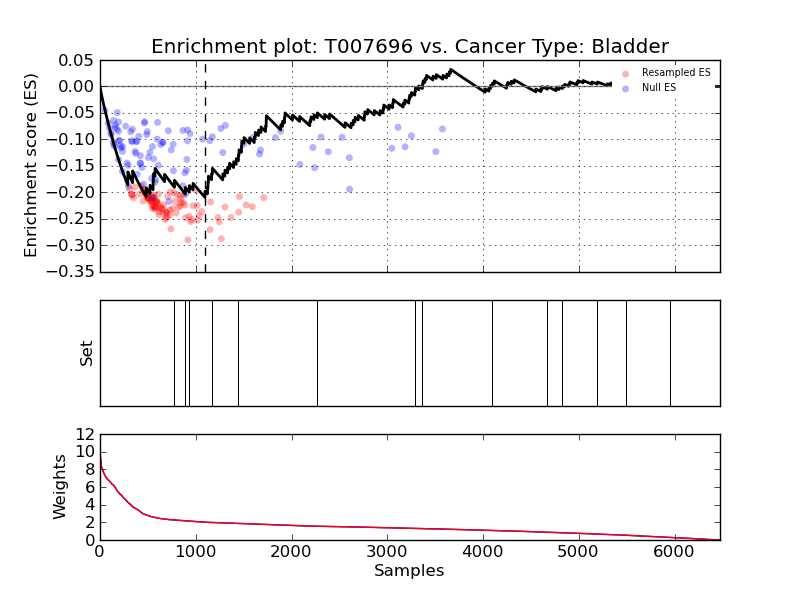 Enrichment plot: T007696 vs. Cancer Type: Bladder
Enrichment score (ES)
0.05
0.00
−0.05
−0.10
−0.15
−0.20
−0.25
−0.30
−0.35
Resampled ES
Null ES
Set
Weights
12
10
8
6
4
2
0
0 1000 2000 3000 4000 5000 6000
Samples